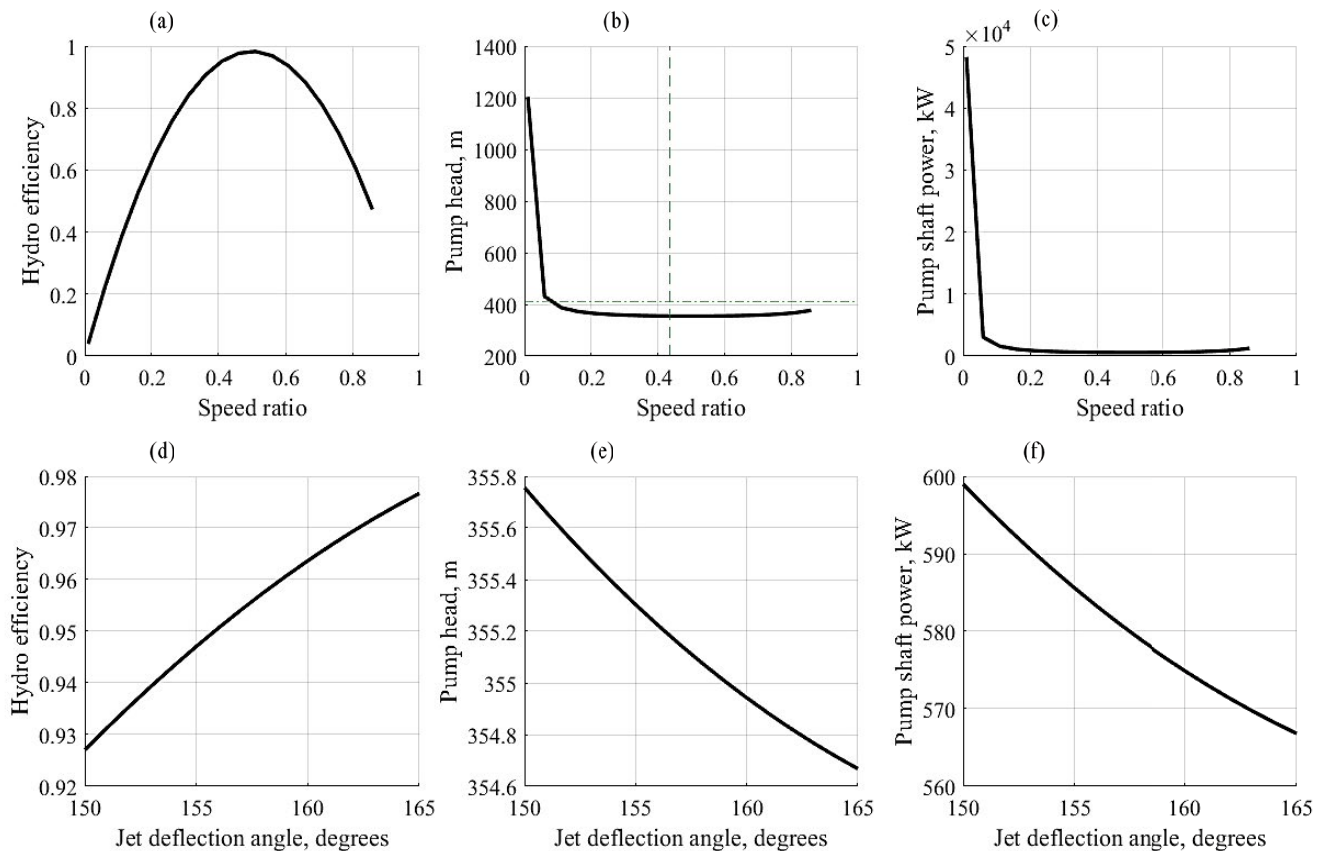 (a)
1
0.8
0.6
0.4
0.2
0
Hydro efficiency
0 0.2 0.4 0.6 0.8 1
Speed ratio
(b)
1400
1200
1000
800
600
400
200
Pump head, m
0 0.2 0.4 0.6 0.8 1
Speed ratio
(c)
×10⁴
5
4
3
2
1
0
Pump shaft power, kW
0 0.2 0.4 0.6 0.8 1
Speed ratio
(d)
0.98
0.97
0.96
0.95
0.94
0.93
0.92
Hydro efficiency
150 155 160 165
Jet deflection angle, degrees
(e)
355.8
355.6
355.4
355.2
355
354.8
354.6
Pump head, m
150 155 160 165
Jet deflection angle, degrees
(f)
600
590
580
570
560
Pump shaft power, kW
150 155 160 165
Jet deflection angle, degrees